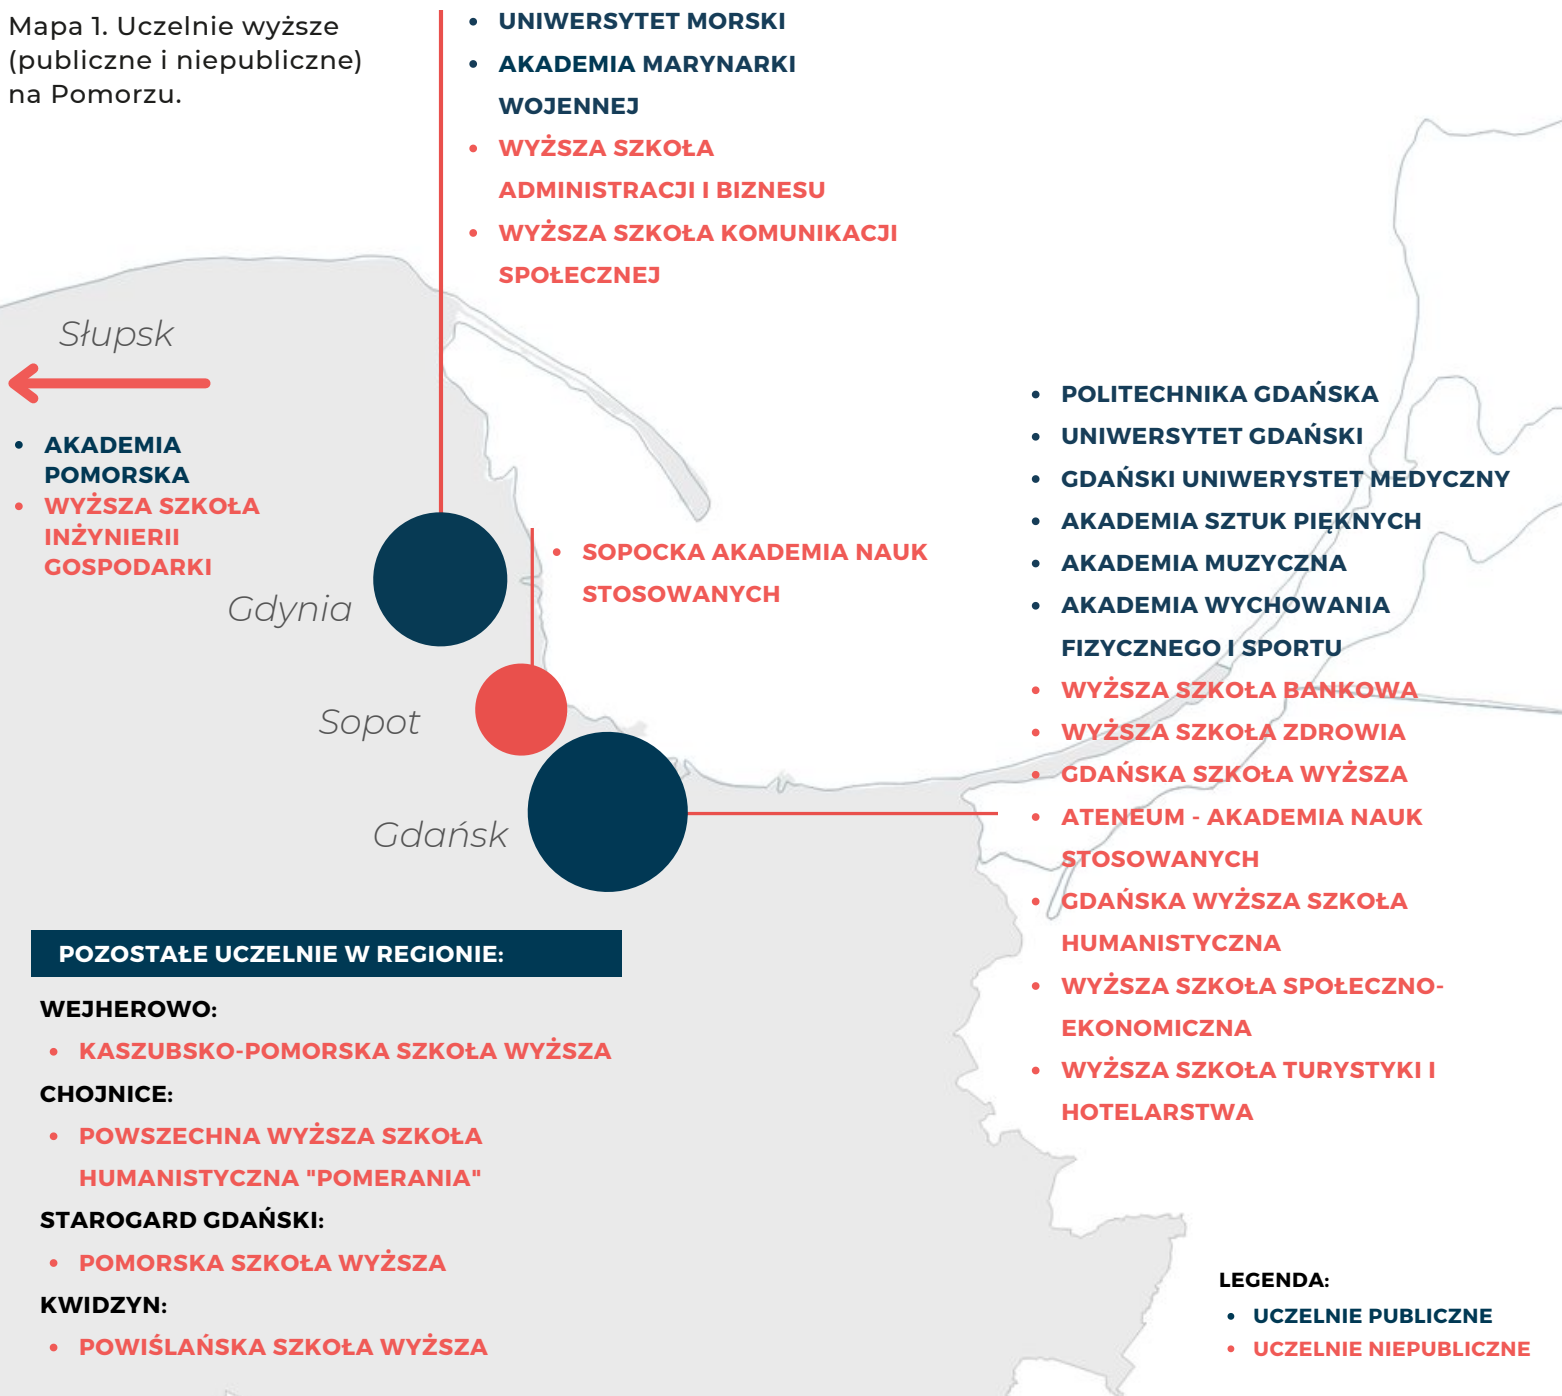 Mapa 1. Uczelnie wyższe
(publiczne i niepubliczne)
na Pomorzu.
UNIWERSYTET MORSKI
AKADEMIA MARYNARKI
WOJENNEJ
WYŻSZA SZKOŁA
ADMINISTRACJI I BIZNESU
WYŻSZA SZKOŁA KOMUNIKACJI
SPOŁECZNEJ
Słupsk
AKADEMIA
POMORSKA
WYŻSZA SZKOŁA
INŻYNIERII
GOSPODARKI
Gdynia
SOPOCKA AKADEMIA NAUK
STOSOWANYCH
Sopot
Gdańsk
POLITECHNIKA GDAŃSKA
UNIWERSYTET GDAŃSKI
GDAŃSKI UNIWERYSTET MEDYCZNY
AKADEMIA SZTUK PIĘKNYCH
AKADEMIA MUZYCZNA
AKADEMIA WYCHOWANIA
FIZYCZNEGO I SPORTU
WYŻSZA SZKOŁA BANKOWA
WYŻSZA SZKOŁA ZDROWIA
GDAŃSKA SZKOŁA WYŻSZA
ATENEUM - AKADEMIA NAUK
STOSOWANYCH
GDAŃSKA WYŻSZA SZKOŁA
HUMANISTYCZNA
WYŻSZA SZKOŁA SPOŁECZNO-
EKONOMICZNA
WYŻSZA SZKOŁA TURYSTYKI I
HOTELARSTWA
POZOSTAŁE UCZELNIE W REGIONIE:
WEJHEROWO:
KASZUBSKO-POMORSKA SZKOŁA WYŻSZA
CHOJNICE:
POWSZECHNA WYŻSZA SZKOŁA
HUMANISTYCZNA "POMERANIA"
STAROGARD GDAŃSKI:
POMORSKA SZKOŁA WYŻSZA
KWIDZYN:
POWIŚLAŃSKA SZKOŁA WYŻSZA
LEGENDA:
UCZELNIE PUBLICZNE
UCZELNIE NIEPUBLICZNE